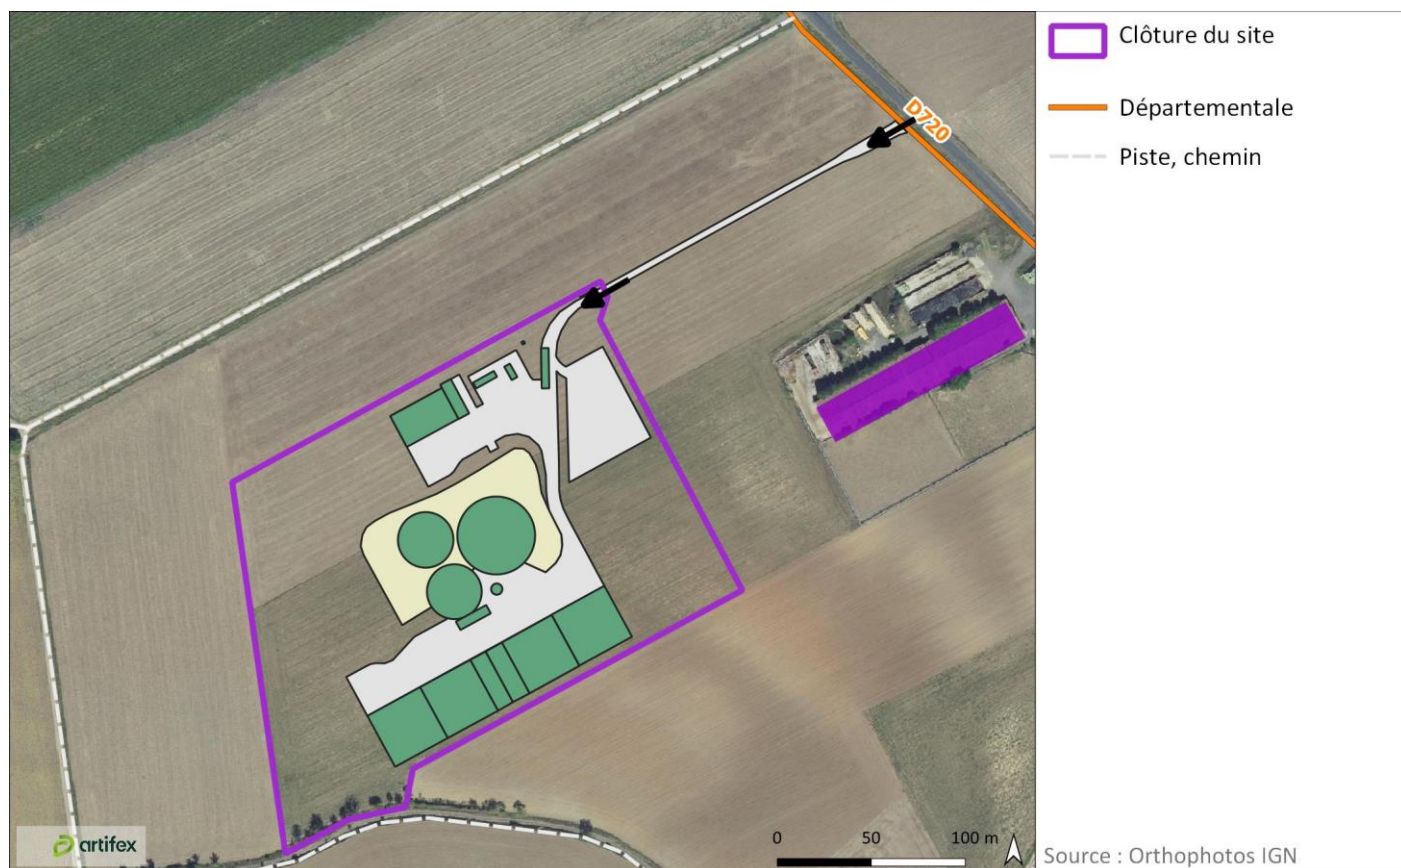 Clôture du site
Départementale
Piste, chemin
D720
0 50 100 m
artifex
Source : Orthophotos IGN